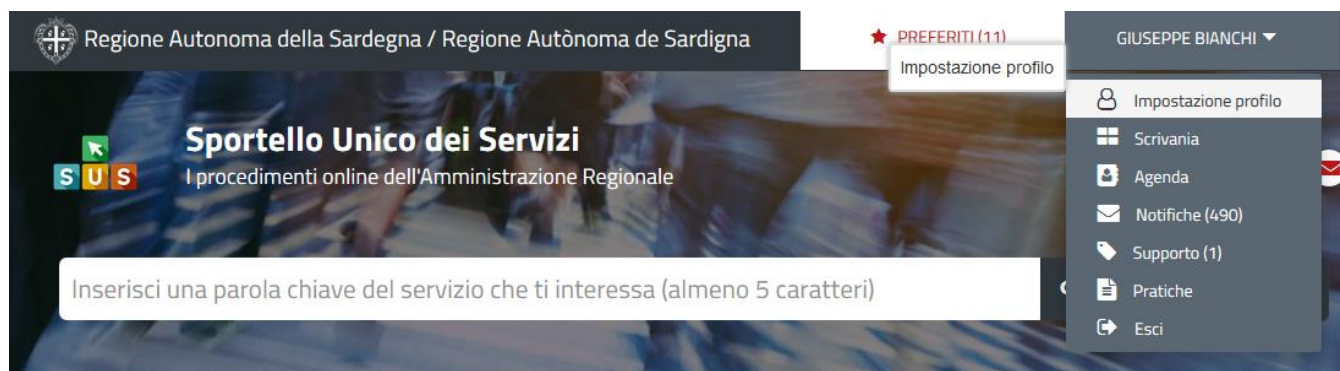 Regione Autonoma della Sardegna / Regione Autònoma de Sardigna
PREFERITI (11)
GIUSEPPE BIANCHI
Impostazione profilo
Impostazione profilo
Sportello Unico dei Servizi
Scrivania
SUS
I procedimenti online dell'Amministrazione Regionale
Agenda
Notifiche (490)
Supporto (1)
Inserisci una parola chiave del servizio che ti interessa (almeno 5 caratteri)
Pratiche
Esci